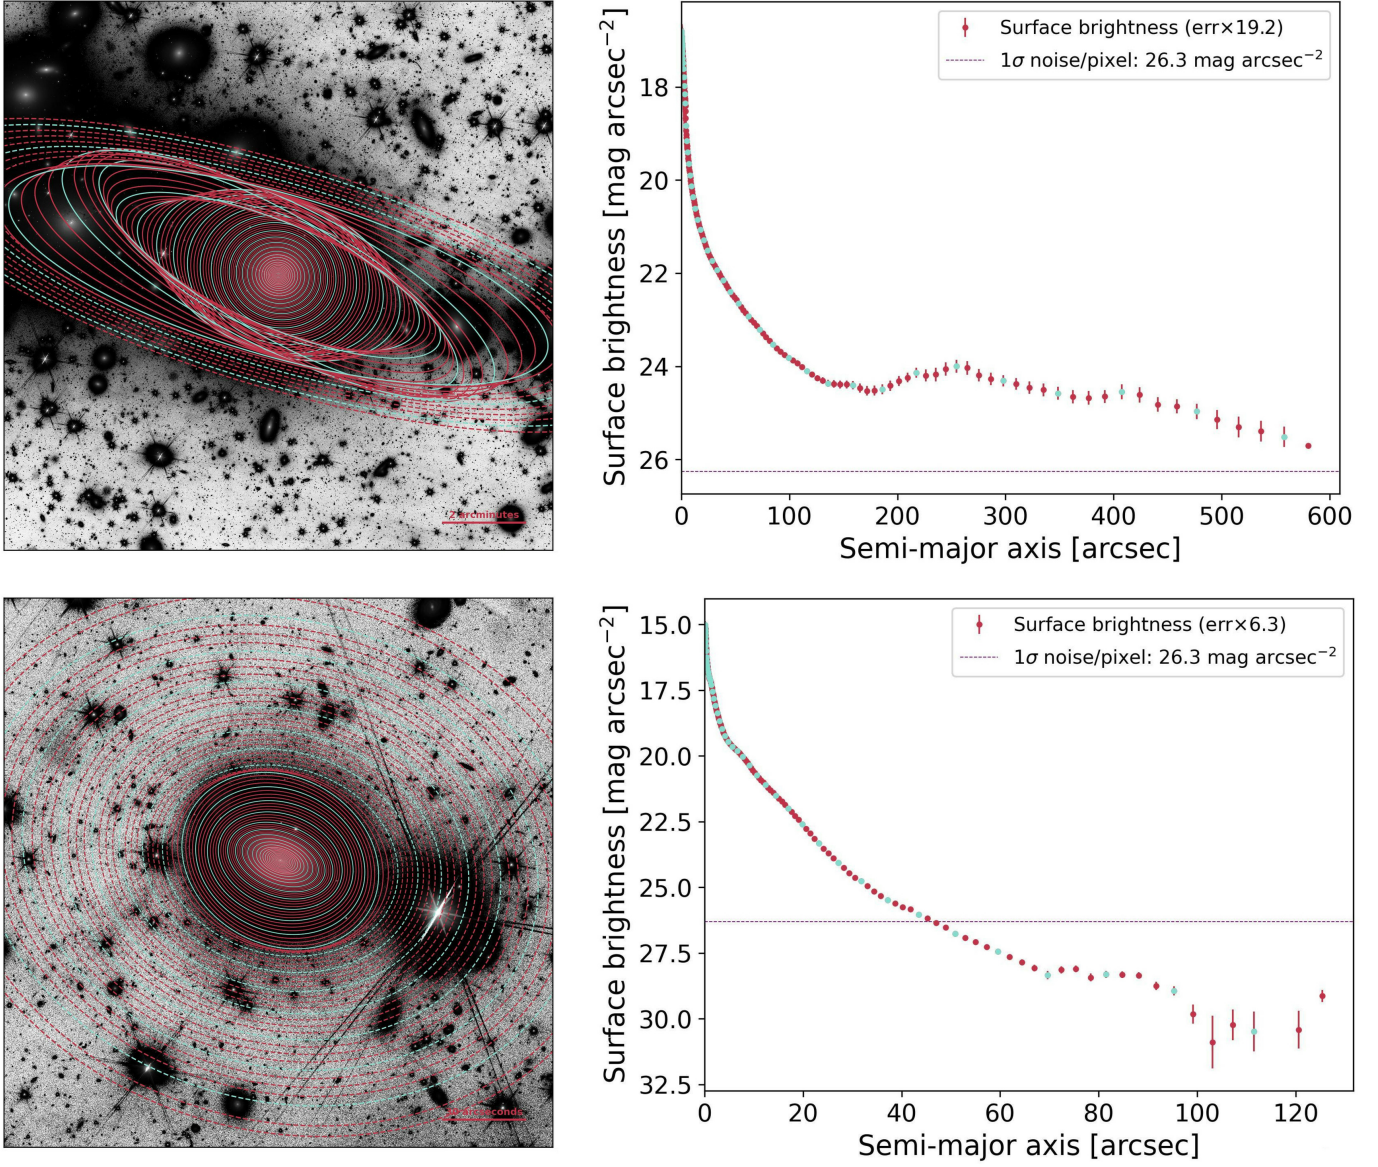 Surface brightness (err×19.2)
1σ noise/pixel: 26.3 mag arcsec⁻²
Surface brightness [mag arcsec⁻²]
18
20
22
24
26
0 100 200 300 400 500 600
Semi-major axis [arcsec]
2 arcminutes
Surface brightness (err×6.3)
1σ noise/pixel: 26.3 mag arcsec⁻²
Surface brightness [mag arcsec⁻²]
15.0
17.5
20.0
22.5
25.0
27.5
30.0
32.5
0 20 40 60 80 100 120
Semi-major axis [arcsec]